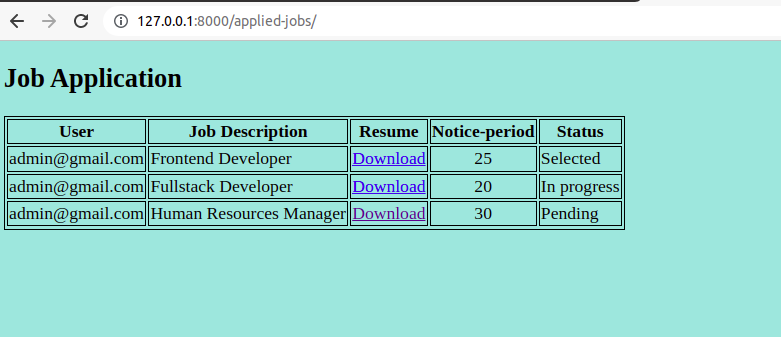 127.0.0.1:8000/applied-jobs/
Job Application
User Job Description Resume Notice-period Status
admin@gmail.com Frontend Developer Download 25 Selected
admin@gmail.com Fullstack Developer Download 20 In progress
admin@gmail.com Human Resources Manager Download 30 Pending